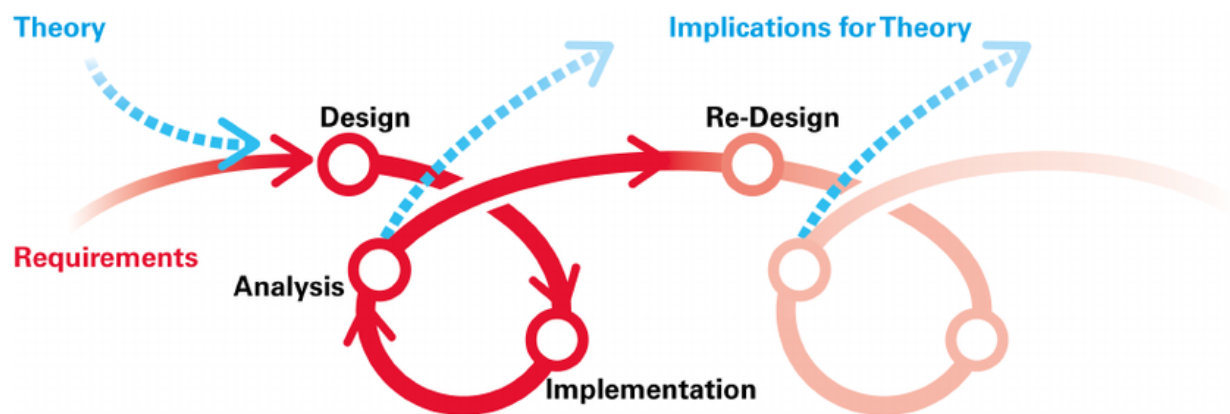 Theory
Implications for Theory
Design
Re-Design
Requirements
Analysis
Implementation